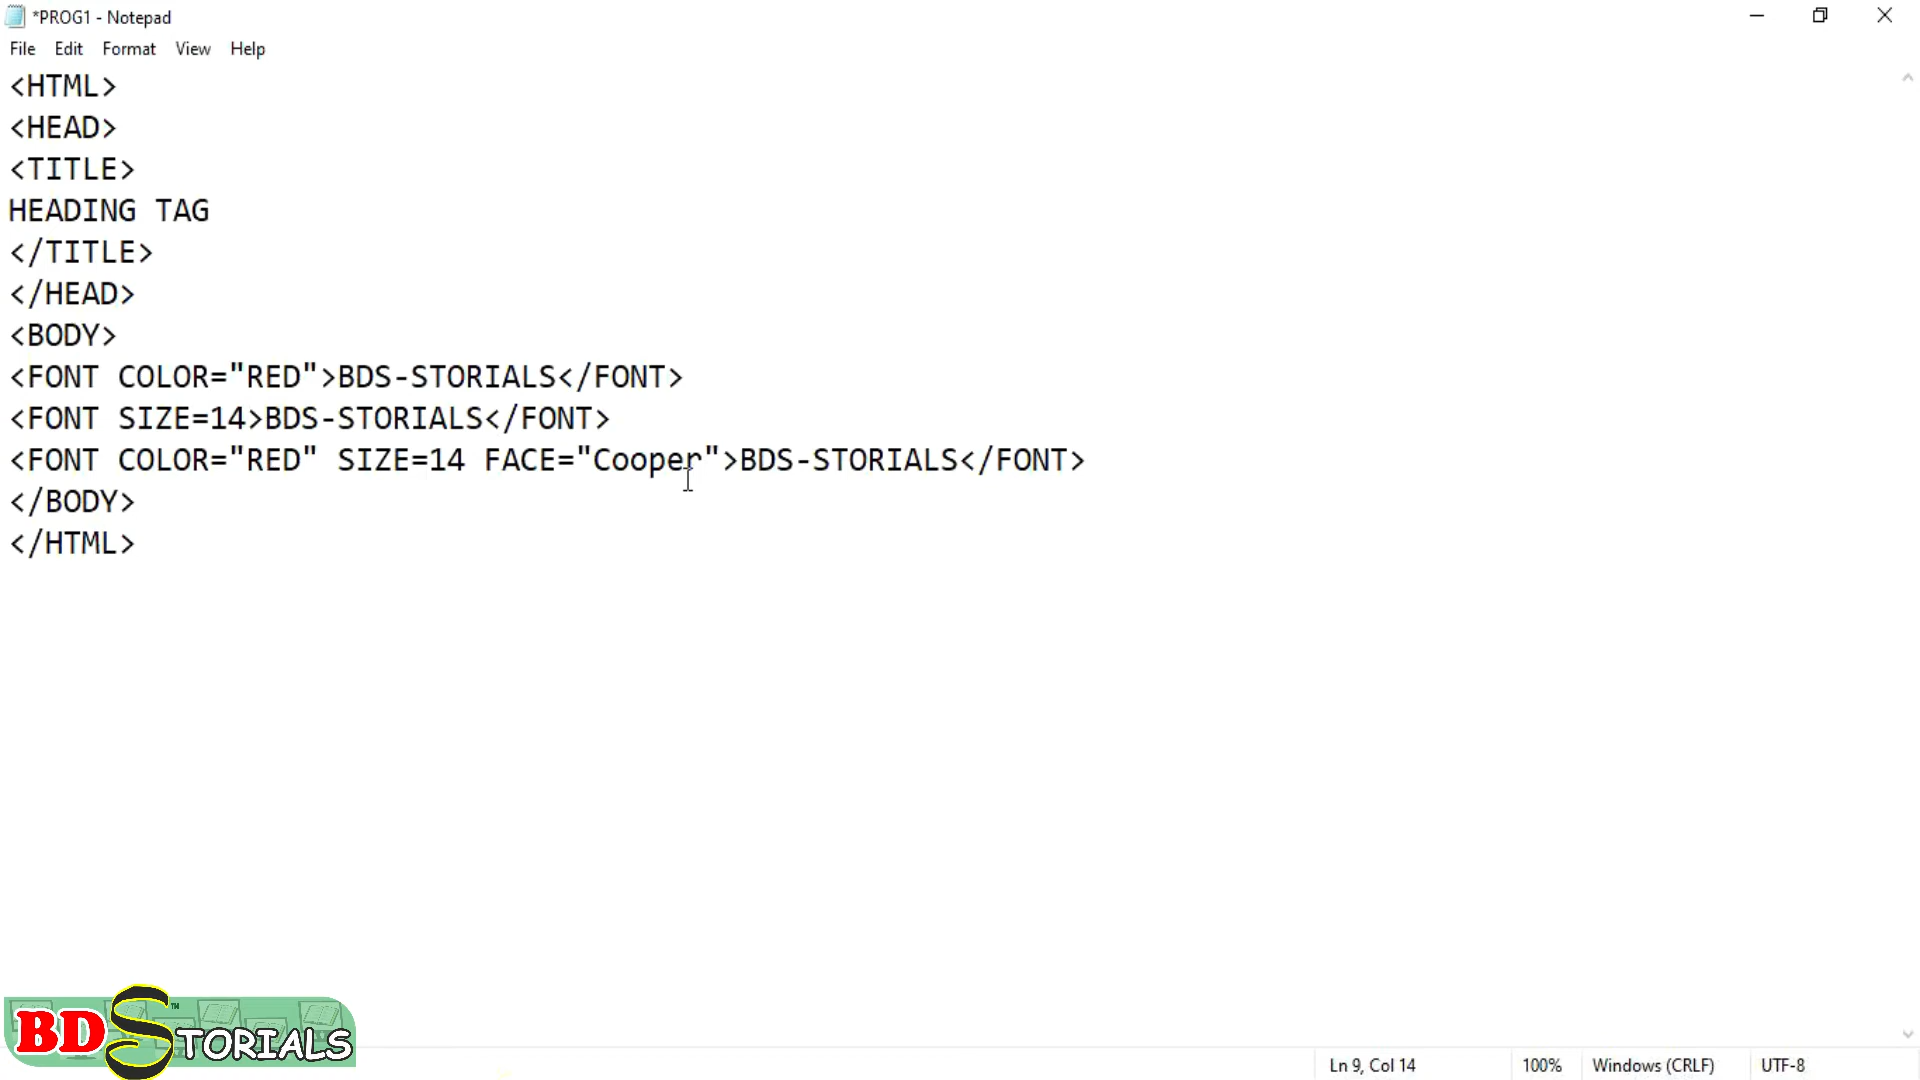 *PROG1 - Notepad
File Edit Format View Help
<HTML>
<HEAD>
<TITLE>
HEADING TAG
</TITLE>
</HEAD>
<BODY>
<FONT COLOR="RED">BDS-STORIALS</FONT>
<FONT SIZE=14>BDS-STORIALS</FONT>
<FONT COLOR="RED" SIZE=14 FACE="Cooper">BDS-STORIALS</FONT>
</BODY>
</HTML>
BDSTORIALS™
Ln 9, Col 14 100% Windows (CRLF) UTF-8